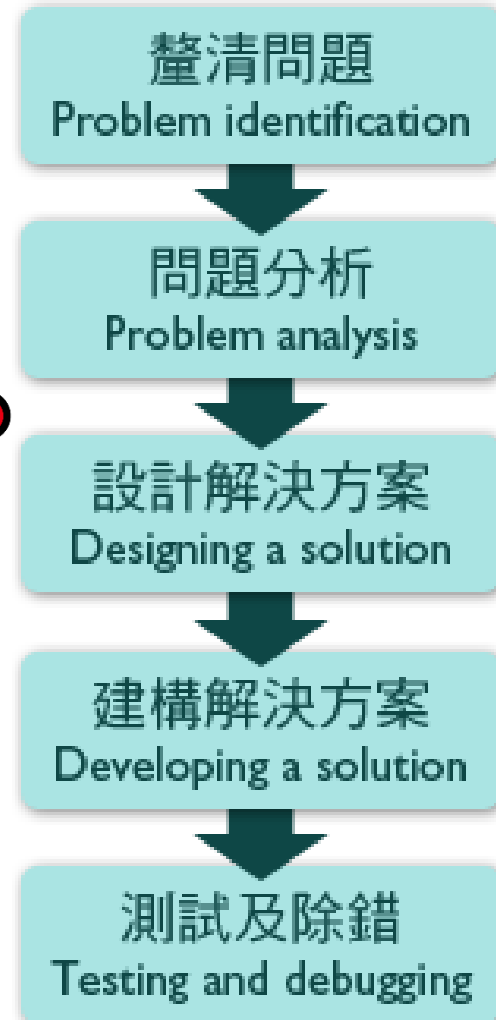 釐清問題
Problem identification
問題分析
Problem analysis
設計解決方案
Designing a solution
建構解決方案
Developing a solution
測試及除錯
Testing and debugging